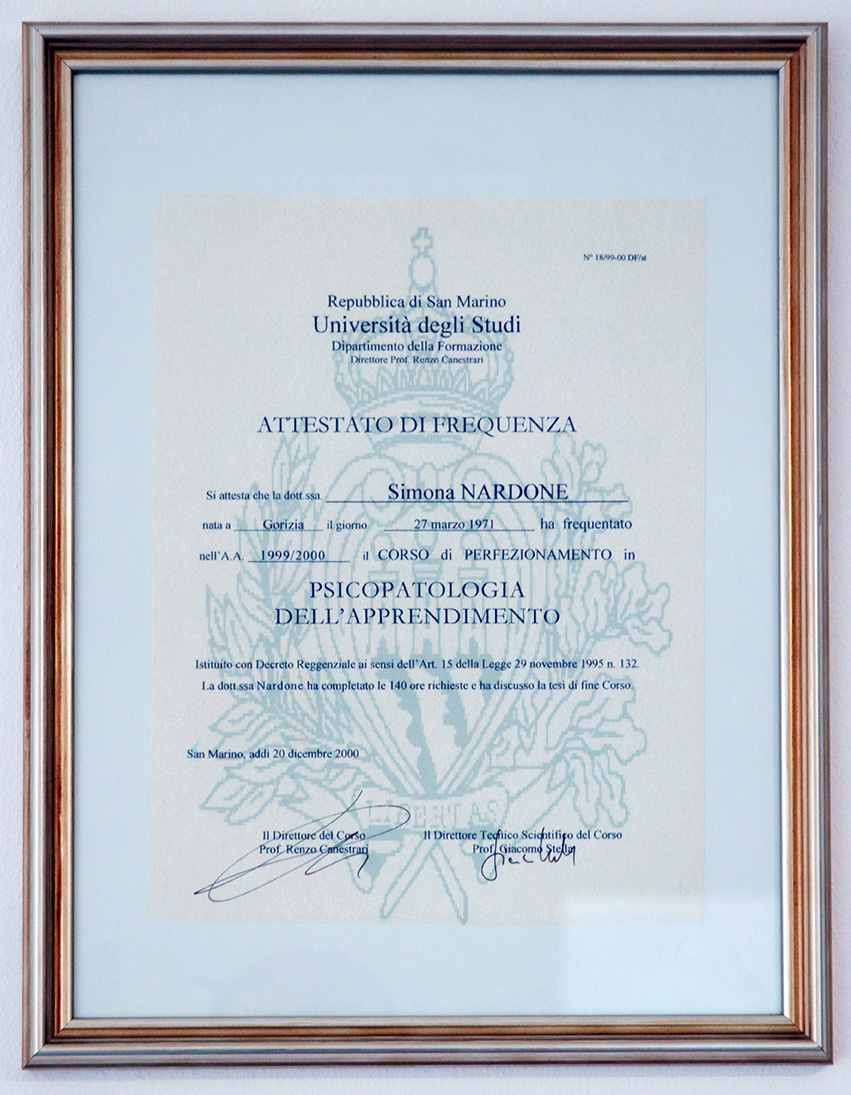 N° 18/99-00 DF/st
Repubblica di San Marino
Università degli Studi
Dipartimento della Formazione
Direttore Prof. Renzo Canestrari
ATTESTATO DI FREQUENZA
Si attesta che la dott.ssa Simona NARDONE
nata a Gorizia il giorno 27 marzo 1971 ha frequentato
nell'A.A. 1999/2000 il CORSO di PERFEZIONAMENTO in
PSICOPATOLOGIA
DELL'APPRENDIMENTO
Istituito con Decreto Reggenziale ai sensi dell'Art. 15 della Legge 29 novembre 1995 n. 132.
La dott.ssa Nardone ha completato le 140 ore richieste e ha discusso la tesi di fine Corso.
San Marino, addì 20 dicembre 2000
LIBERTAS
Il Direttore del Corso
Prof. Renzo Canestrari
Il Direttore Tecnico Scientifico del Corso
Prof. Giacomo Stella